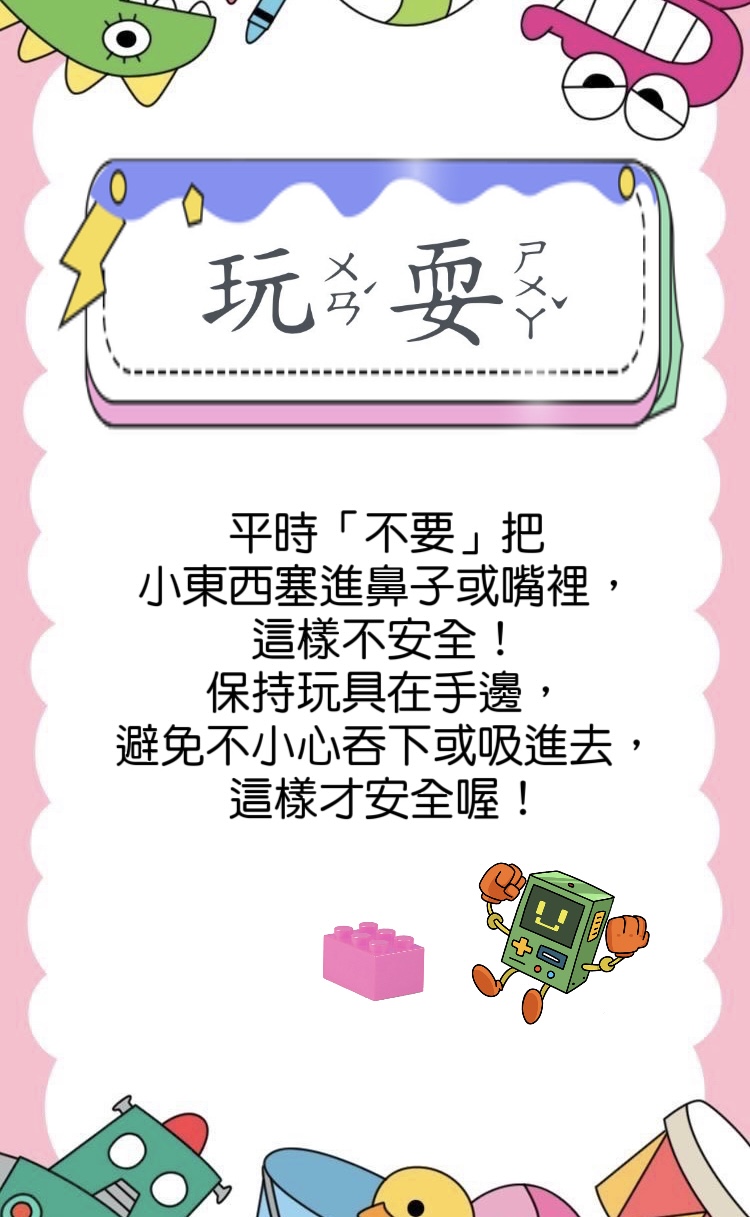 玩ㄨㄢˊ耍ㄕㄨㄚˇ
平時「不要」把
小東西塞進鼻子或嘴裡，
這樣不安全！
保持玩具在手邊，
避免不小心吞下或吸進去，
這樣才安全喔！